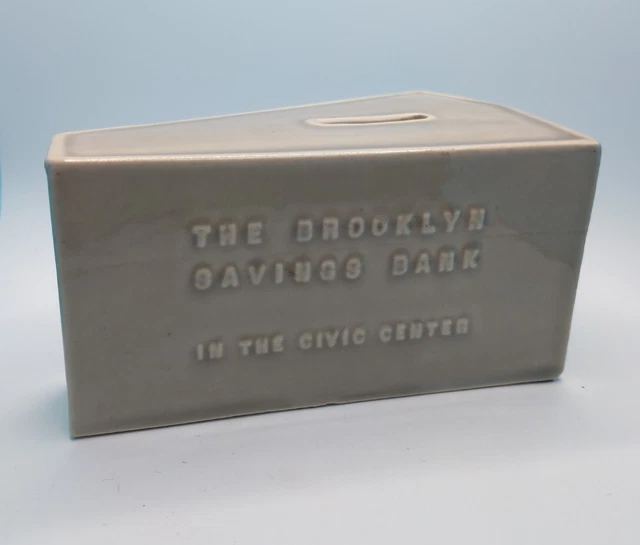 THE BROOKLYN
SAVINGS BANK
IN THE CIVIC CENTER